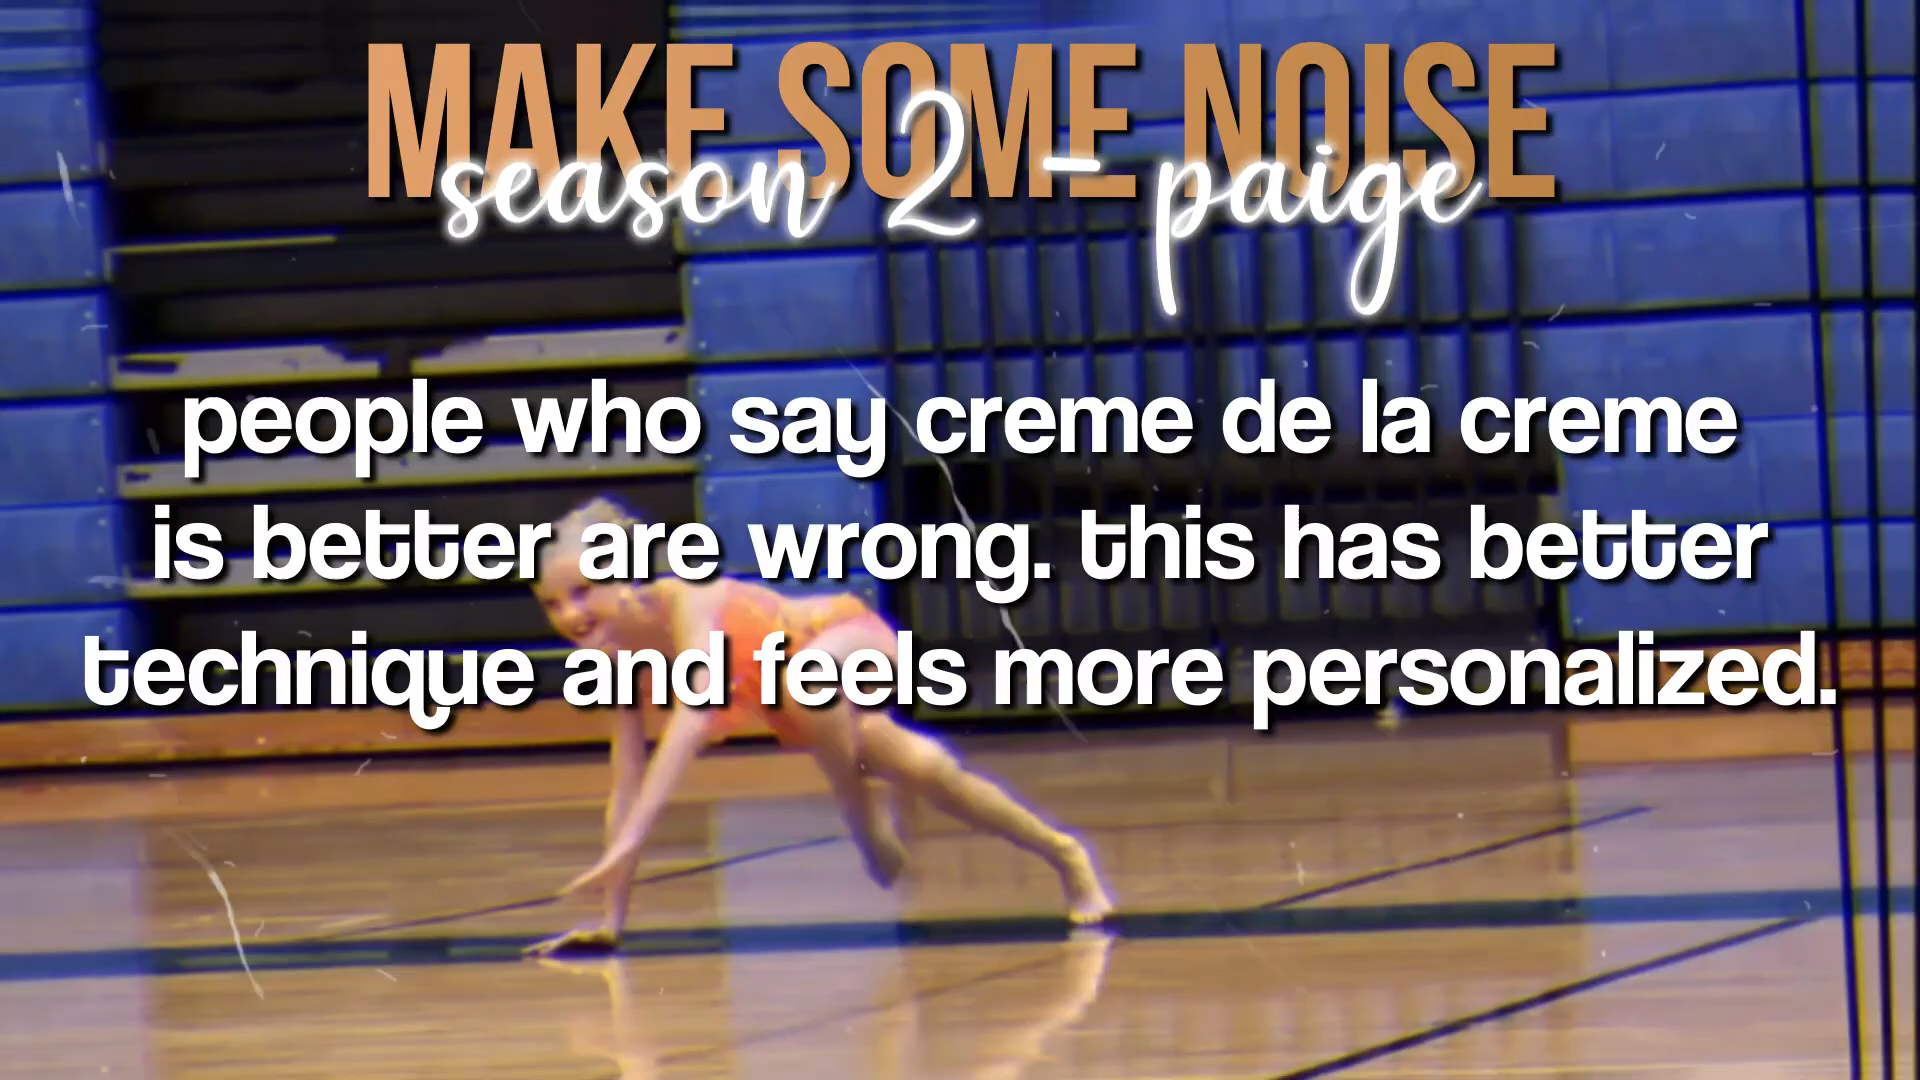 MAKE SOME NOISE
season 2 - paige
people who say creme de la creme
is better are wrong. this has better
technique and feels more personalized.